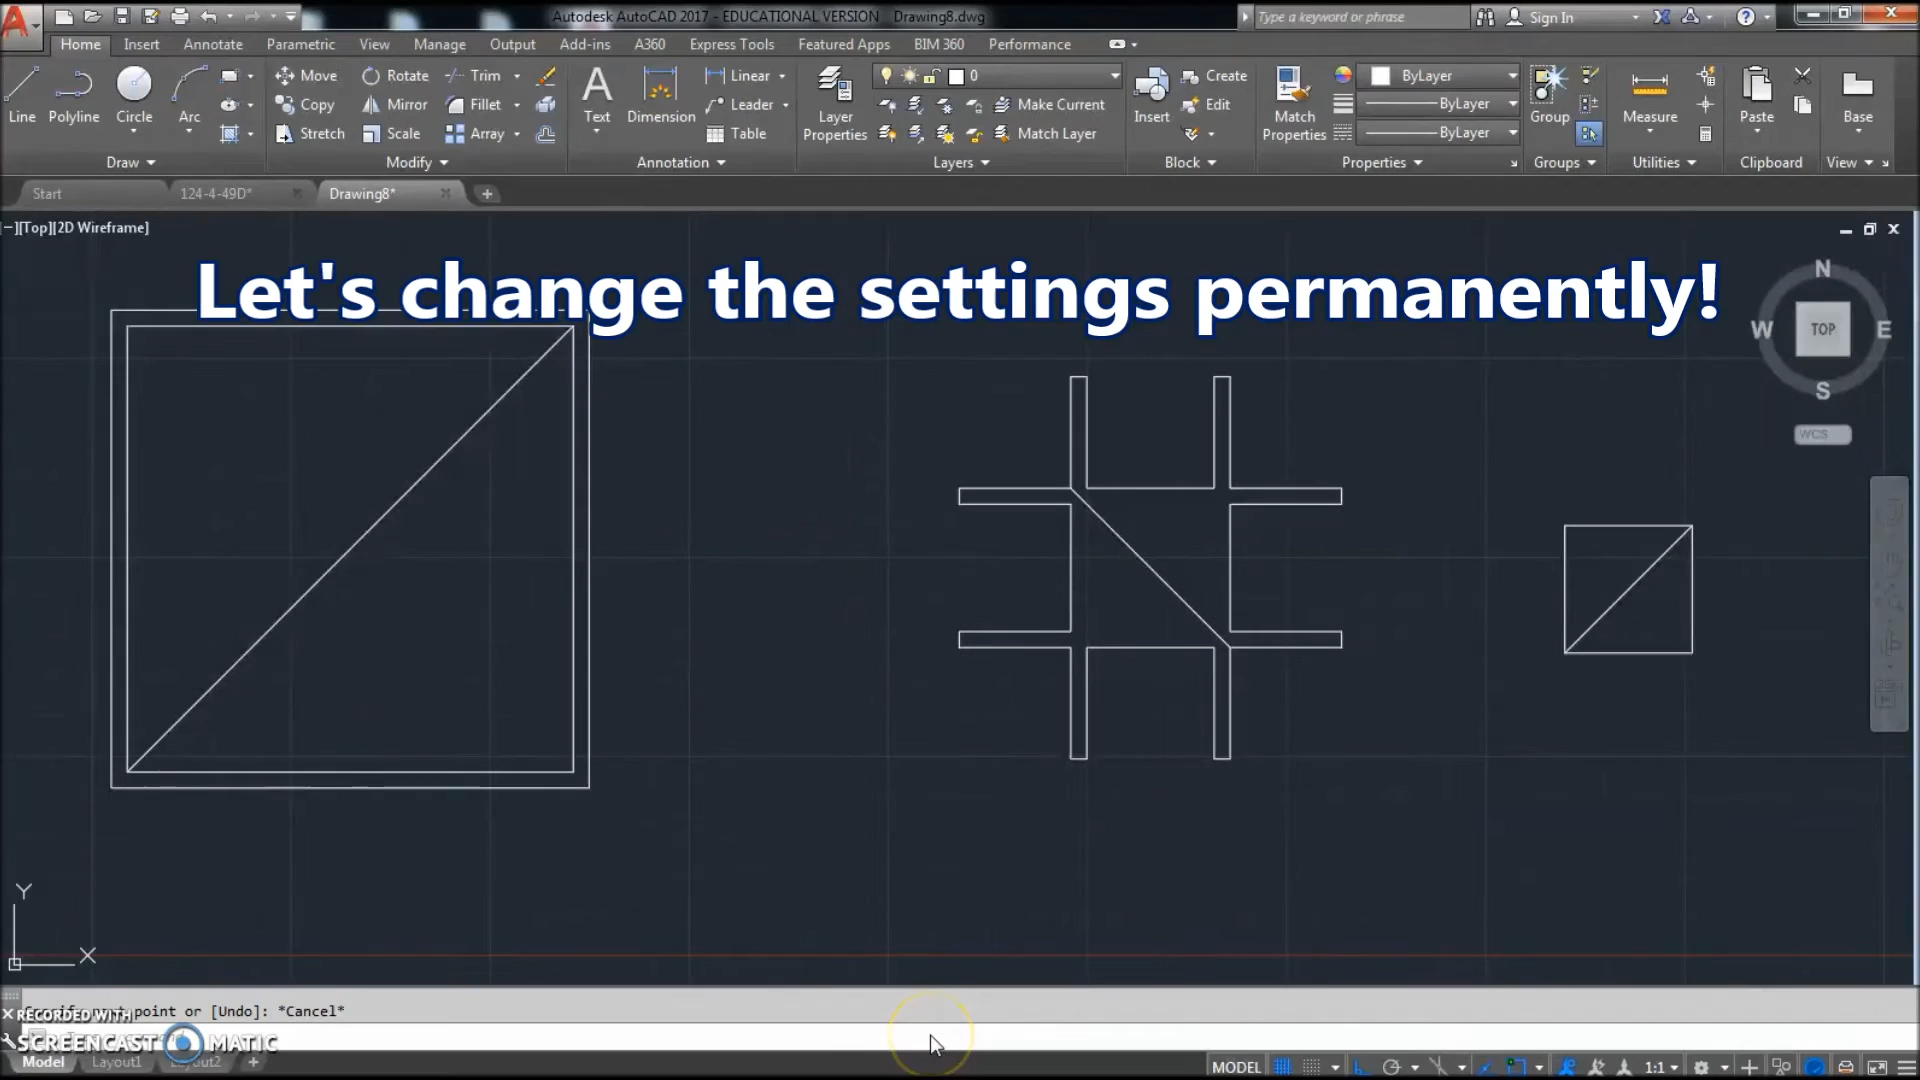 Autodesk AutoCAD 2017 - EDUCATIONAL VERSION Drawing8.dwg
Type a keyword or phrase
Sign In
Home Insert Annotate Parametric View Manage Output Add-ins A360 Express Tools Featured Apps BIM 360 Performance
Line Polyline Circle Arc
Draw
Move Rotate Trim
Copy Mirror Fillet
Stretch Scale Array
Modify
Text Dimension
Linear
Leader
Table
Annotation
Layer Properties
0
Make Current
Match Layer
Layers
Insert
Create
Edit
Block
Match Properties
ByLayer
ByLayer
ByLayer
Properties
Group
Groups
Measure
Utilities
Paste
Clipboard
Base
View
Start 124-4-49D* Drawing8*
[Top][2D Wireframe]
Let's change the settings permanently!
N
W TOP E
S
WCS
Y
X
point or [Undo]: *Cancel*
RECORDED WITH
SCREENCAST MATIC
Model Layout1 Layout2
MODEL 1:1